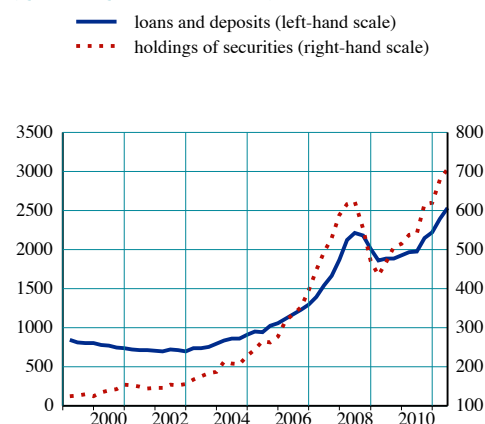 loans and deposits (left-hand scale)
holdings of securities (right-hand scale)
3500 800
3000 700
2500 600
2000 500
1500 400
1000 300
500 200
0 100
2000 2002 2004 2006 2008 2010